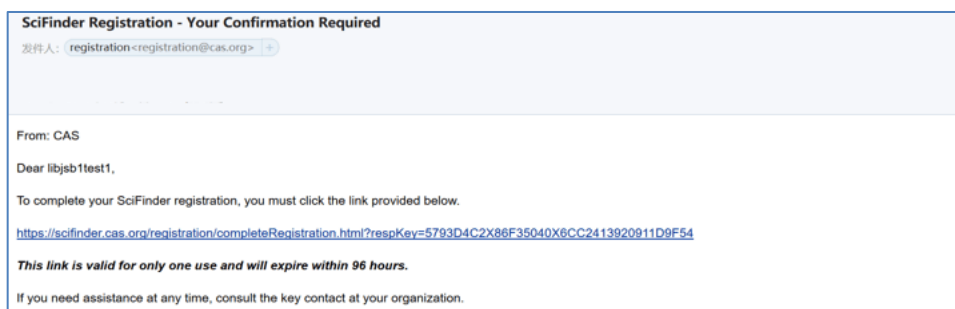 SciFinder Registration - Your Confirmation Required
发件人: registration<registration@cas.org> +
From: CAS
Dear libjsb1test1,
To complete your SciFinder registration, you must click the link provided below.
https://scifinder.cas.org/registration/completeRegistration.html?respKey=5793D4C2X86F35040X6CC2413920911D9F54
This link is valid for only one use and will expire within 96 hours.
If you need assistance at any time, consult the key contact at your organization.